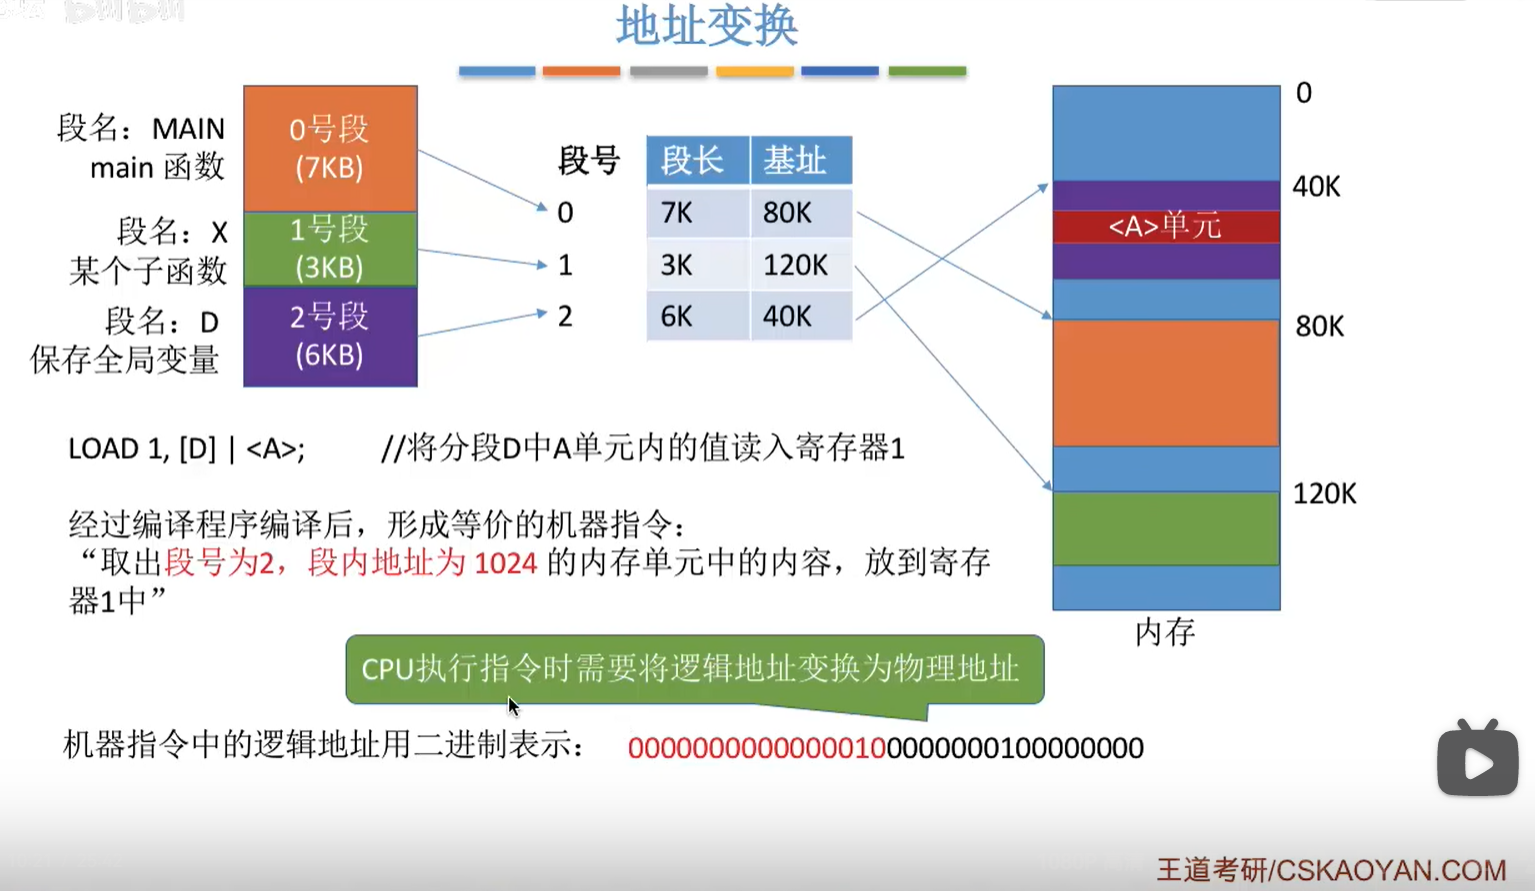 地址变换
段名：MAIN
main 函数
0号段
(7KB)
段名：X
某个子函数
1号段
(3KB)
段名：D
保存全局变量
2号段
(6KB)
段号 段长 基址
0 7K 80K
1 3K 120K
2 6K 40K
0
40K
<A>单元
80K
120K
内存
LOAD 1, [D] | <A>; //将分段D中A单元内的值读入寄存器1
经过编译程序编译后，形成等价的机器指令：
“取出段号为2，段内地址为 1024 的内存单元中的内容，放到寄存
器1中”
CPU执行指令时需要将逻辑地址变换为物理地址
机器指令中的逻辑地址用二进制表示： 00000000000000100000000100000000
王道考研/CSKAOYAN.COM